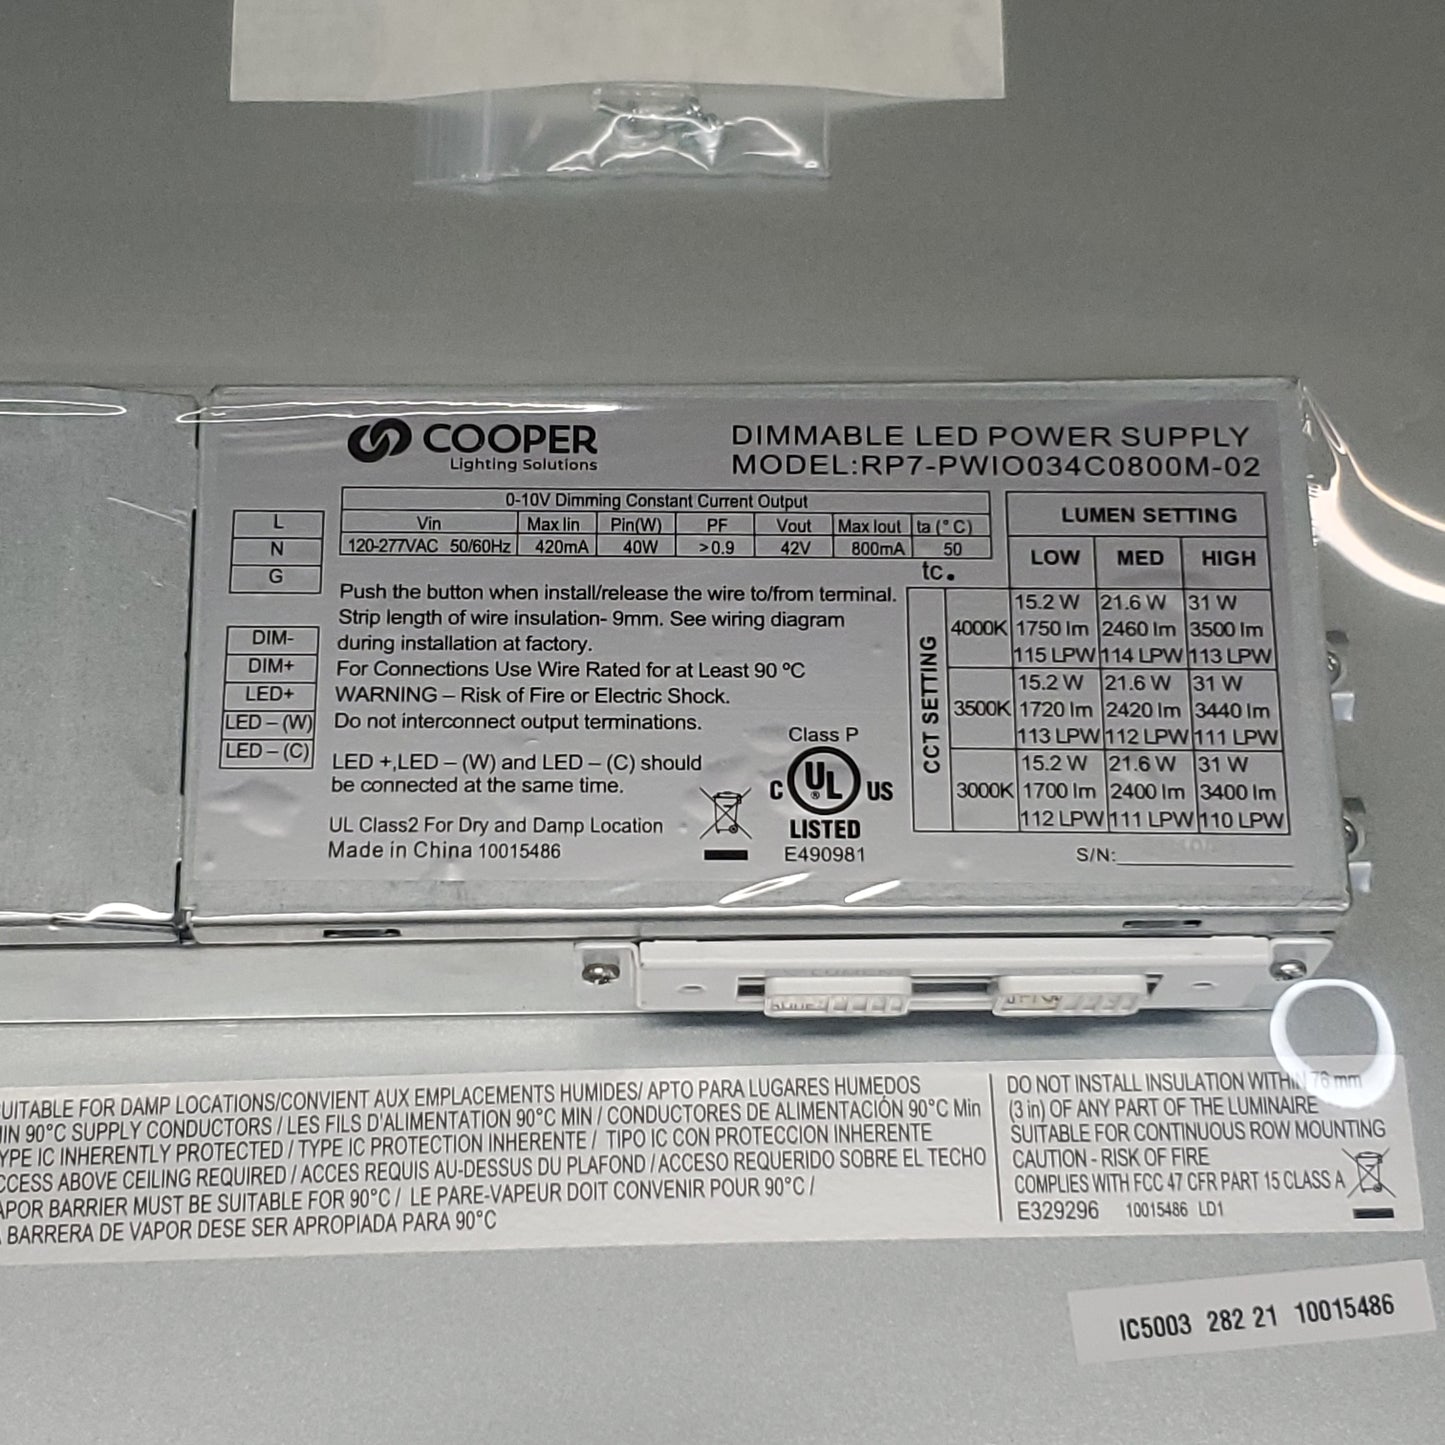 COOPER
Lighting Solutions
DIMMABLE LED POWER SUPPLY
MODEL:RP7-PWIO034C0800M-02
L
N
G
DIM-
DIM+
LED+
LED – (W)
LED – (C)
0-10V Dimming Constant Current Output
Vin Max Iin Pin(W) PF Vout Max Iout ta (°C)
120-277VAC 50/60Hz 420mA 40W >0.9 42V 800mA 50
tc.
Push the button when install/release the wire to/from terminal.
Strip length of wire insulation- 9mm. See wiring diagram
during installation at factory.
For Connections Use Wire Rated for at Least 90 °C
WARNING – Risk of Fire or Electric Shock.
Do not interconnect output terminations.
LED +,LED – (W) and LED – (C) should
be connected at the same time.
UL Class2 For Dry and Damp Location
Made in China 10015486
Class P
C UL ® US
LISTED
E490981
LUMEN SETTING
LOW MED HIGH
CCT SETTING
4000K
15.2 W 21.6 W 31 W
1750 lm 2460 lm 3500 lm
115 LPW 114 LPW 113 LPW
3500K
15.2 W 21.6 W 31 W
1720 lm 2420 lm 3440 lm
113 LPW 112 LPW 111 LPW
3000K
15.2 W 21.6 W 31 W
1700 lm 2400 lm 3400 lm
112 LPW 111 LPW 110 LPW
S/N:
UITABLE FOR DAMP LOCATIONS/CONVIENT AUX EMPLACEMENTS HUMIDES/ APTO PARA LUGARES HUMEDOS
IN 90°C SUPPLY CONDUCTORS / LES FILS D'ALIMENTATION 90°C MIN / CONDUCTORES DE ALIMENTACIÓN 90°C Min
YPE IC INHERENTLY PROTECTED / TYPE IC PROTECTION INHERENTE / TIPO IC CON PROTECCION INHERENTE
CCESS ABOVE CEILING REQUIRED / ACCES REQUIS AU-DESSUS DU PLAFOND / ACCESO REQUERIDO SOBRE EL TECHO
APOR BARRIER MUST BE SUITABLE FOR 90°C / LE PARE-VAPEUR DOIT CONVENIR POUR 90°C /
BARRERA DE VAPOR DESE SER APROPIADA PARA 90°C
DO NOT INSTALL INSULATION WITHIN 76 mm
(3 in) OF ANY PART OF THE LUMINAIRE
SUITABLE FOR CONTINUOUS ROW MOUNTING
CAUTION - RISK OF FIRE
COMPLIES WITH FCC 47 CFR PART 15 CLASS A
E329296 10015486 LD1
IC5003 282 21 10015486